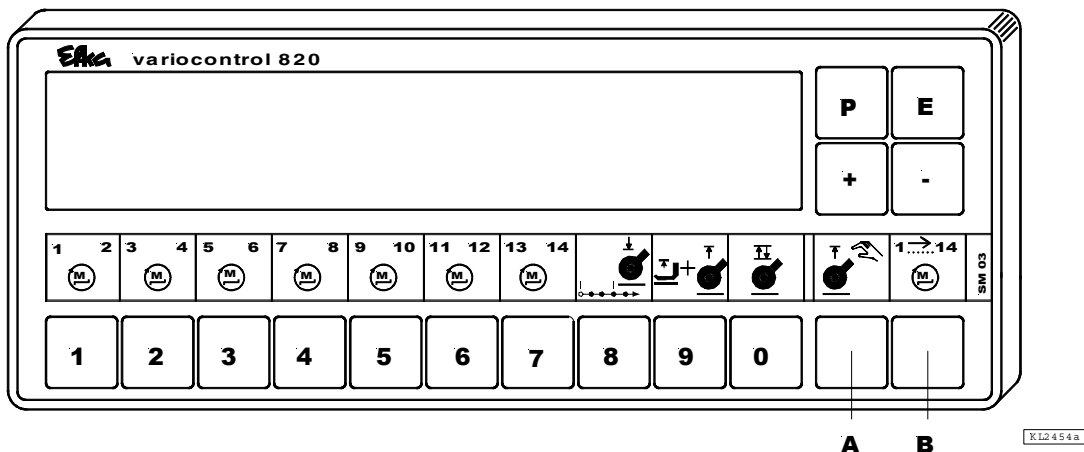 Efka variocontrol 820
P E
+ -
1 2 3 4 5 6 7 8 9 10 11 12 13 14 1 14
M M M M M M M M
SM 03
1 2 3 4 5 6 7 8 9 0
A B
KL2454a